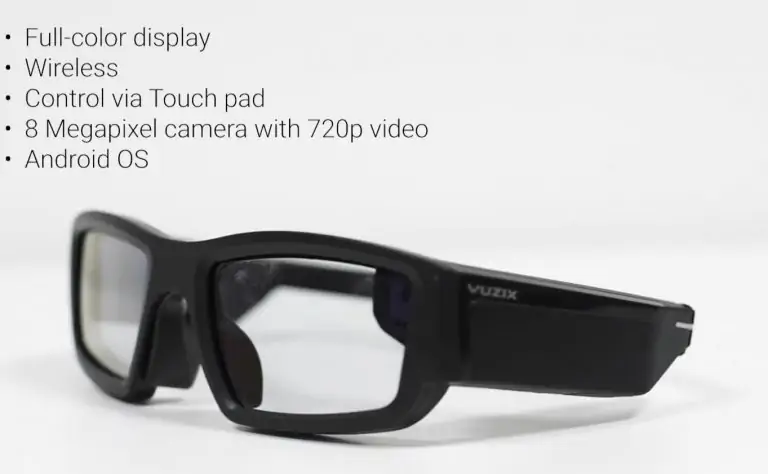 • Full-color display
• Wireless
• Control via Touch pad
• 8 Megapixel camera with 720p video
• Android OS
VUZIX